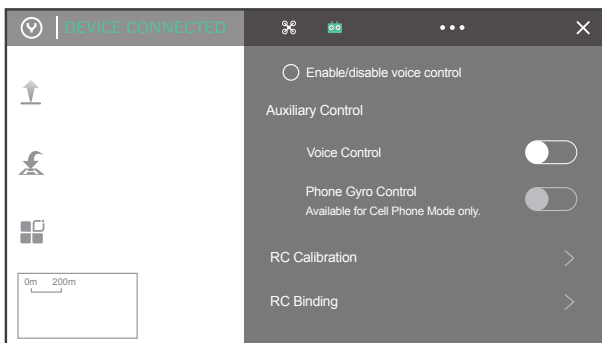 DEVICE CONNECTED
Enable/disable voice control
Auxiliary Control
Voice Control
Phone Gyro Control
Available for Cell Phone Mode only.
RC Calibration
RC Binding
0m 200m